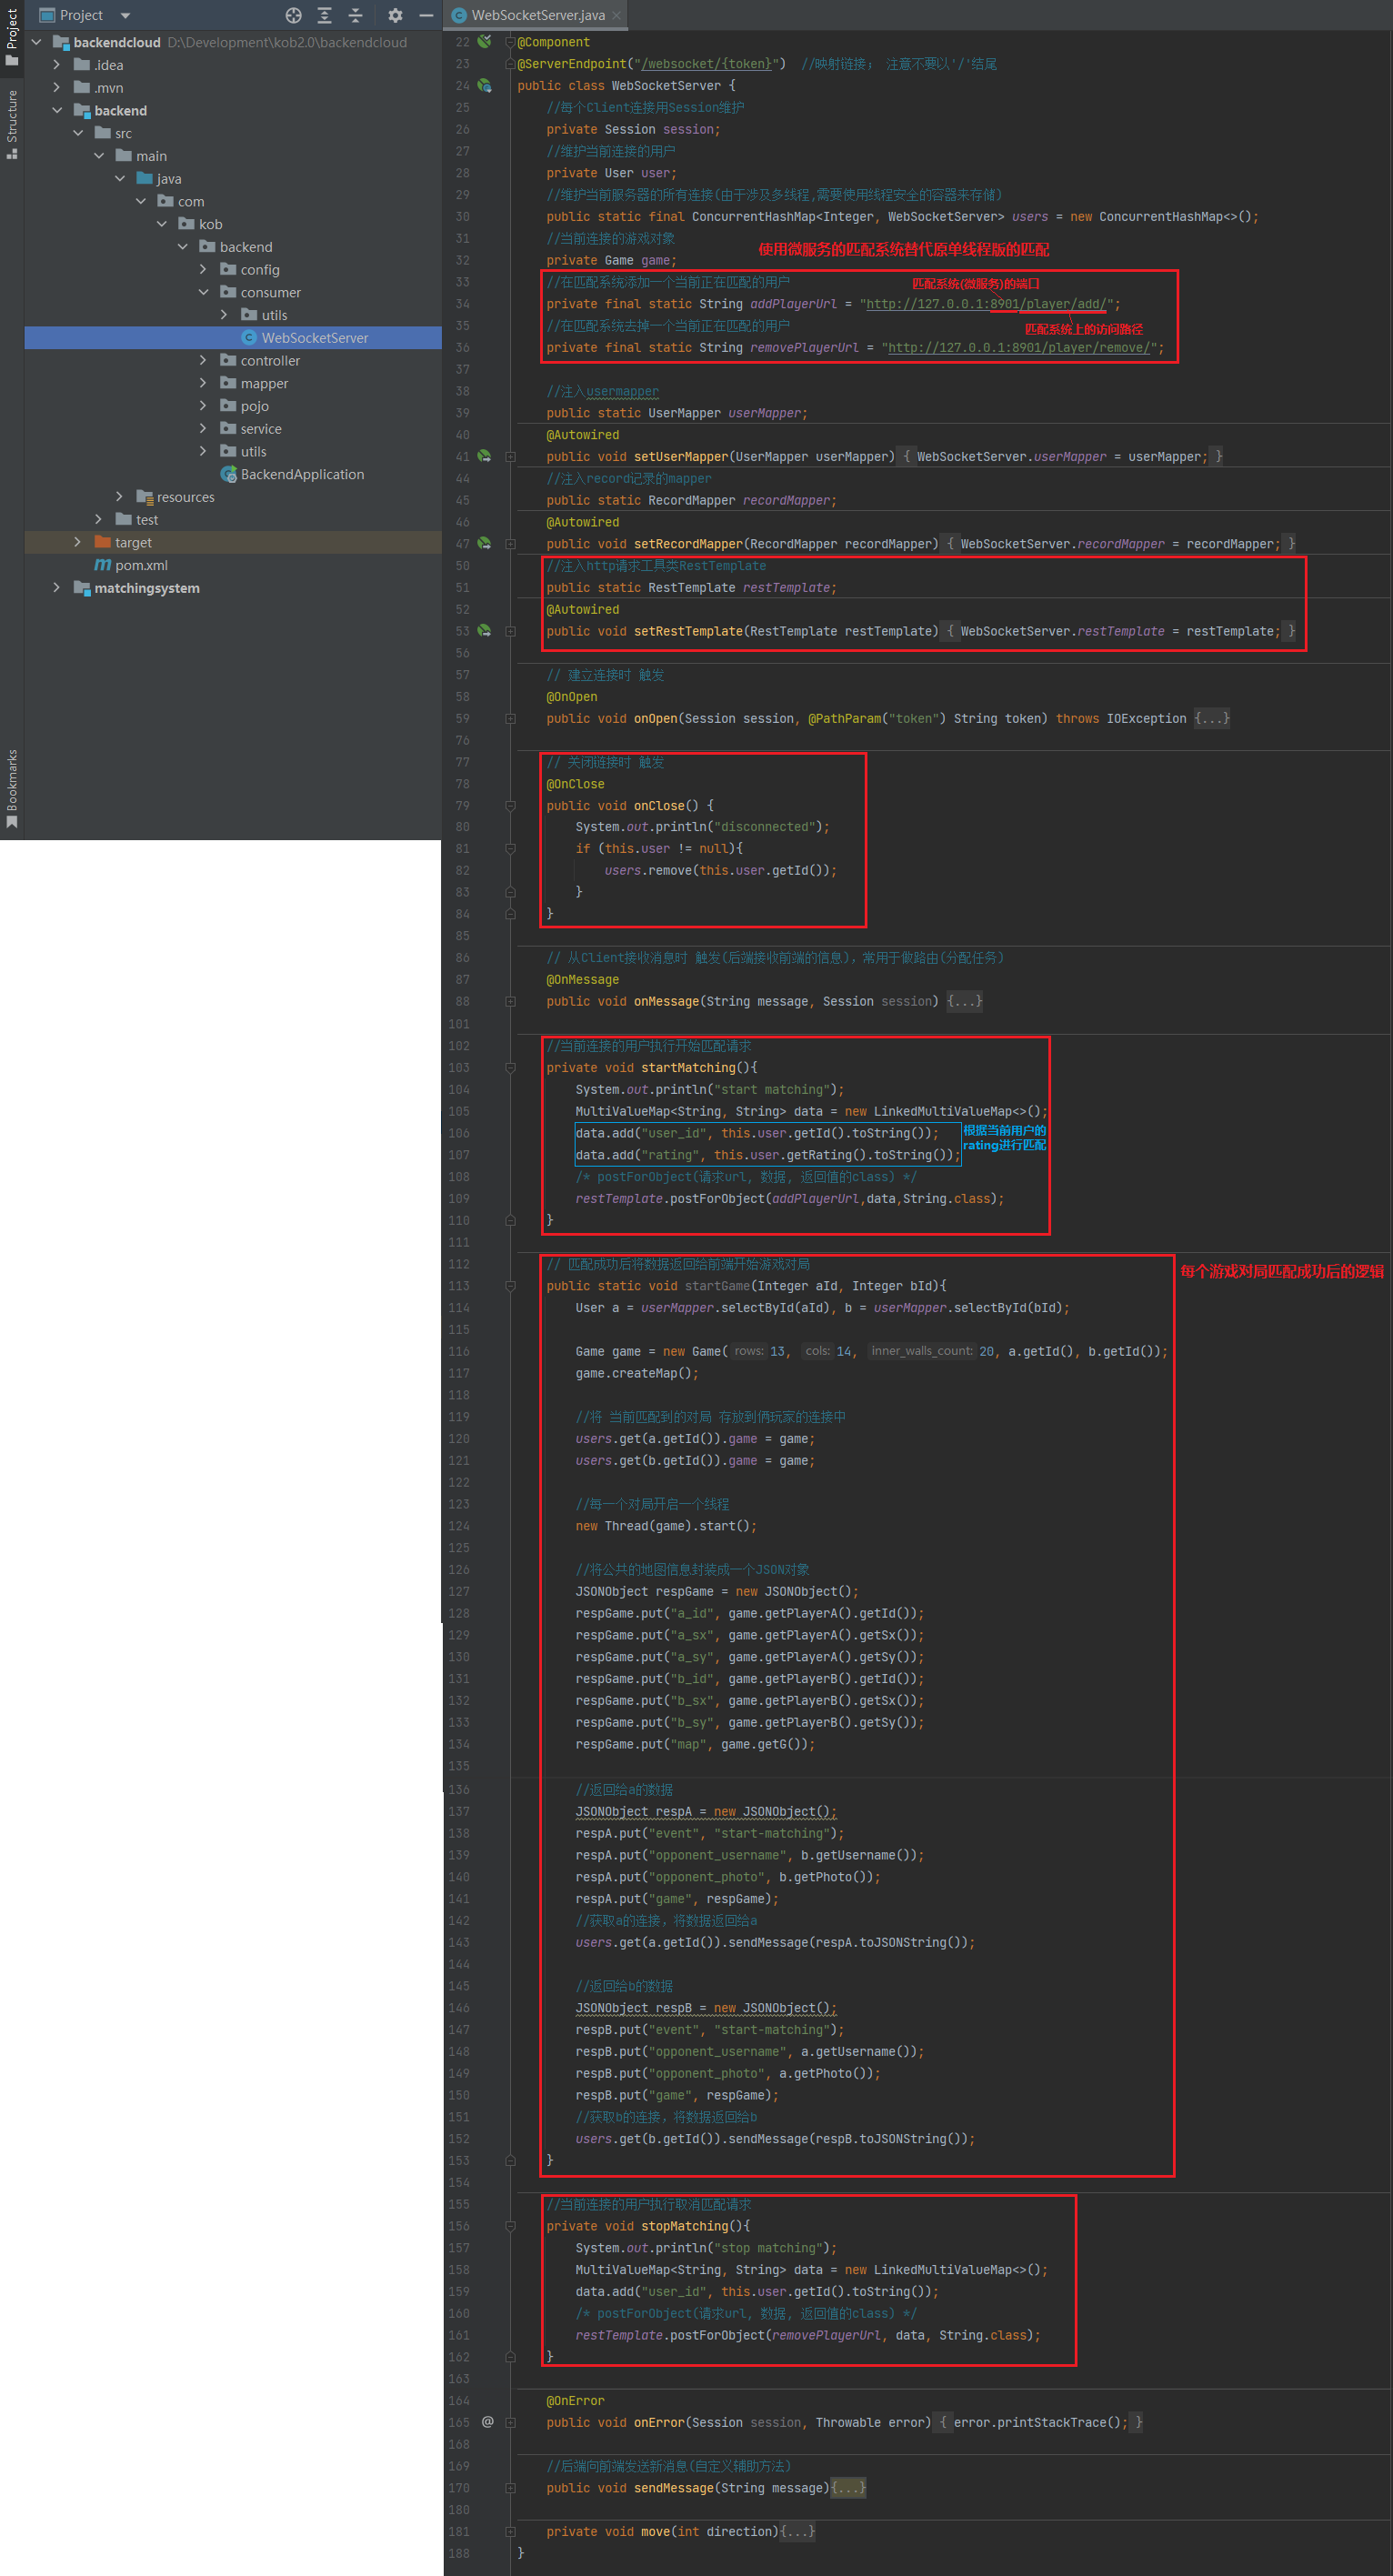 Project
WebSocketServer.java
Project
Structure
Bookmarks
backendcloud D:\Development\kob2.0\backendcloud
.idea
.mvn
backend
src
main
java
com
kob
backend
config
consumer
utils
WebSocketServer
controller
mapper
pojo
service
utils
BackendApplication
resources
test
target
pom.xml
matchingsystem
22 @Component
23 @ServerEndpoint("/websocket/{token}") //映射链接； 注意不要以'/'结尾
24 public class WebSocketServer {
25 //每个Client连接用Session维护
26 private Session session;
27 //维护当前连接的用户
28 private User user;
29 //维护当前服务器的所有连接(由于涉及多线程,需要使用线程安全的容器来存储)
30 public static final ConcurrentHashMap<Integer, WebSocketServer> users = new ConcurrentHashMap<>();
31 //当前连接的游戏对象
使用微服务的匹配系统替代原单线程版的匹配
32 private Game game;
33 //在匹配系统添加一个当前正在匹配的用户
匹配系统(微服务)的端口
34 private final static String addPlayerUrl = "http://127.0.0.1:8901/player/add/";
35 //在匹配系统去掉一个当前正在匹配的用户
匹配系统上的访问路径
36 private final static String removePlayerUrl = "http://127.0.0.1:8901/player/remove/";
37
38 //注入usermapper
39 public static UserMapper userMapper;
40 @Autowired
41 public void setUserMapper(UserMapper userMapper) { WebSocketServer.userMapper = userMapper; }
44 //注入record记录的mapper
45 public static RecordMapper recordMapper;
46 @Autowired
47 public void setRecordMapper(RecordMapper recordMapper) { WebSocketServer.recordMapper = recordMapper; }
50 //注入http请求工具类RestTemplate
51 public static RestTemplate restTemplate;
52 @Autowired
53 public void setRestTemplate(RestTemplate restTemplate) { WebSocketServer.restTemplate = restTemplate; }
56
57 // 建立连接时 触发
58 @OnOpen
59 public void onOpen(Session session, @PathParam("token") String token) throws IOException {...}
76
77 // 关闭链接时 触发
78 @OnClose
79 public void onClose() {
80 System.out.println("disconnected");
81 if (this.user != null){
82 users.remove(this.user.getId());
83 }
84 }
85
86 // 从Client接收消息时 触发(后端接收前端的信息)，常用于做路由(分配任务)
87 @OnMessage
88 public void onMessage(String message, Session session) {...}
101
102 //当前连接的用户执行开始匹配请求
103 private void startMatching(){
104 System.out.println("start matching");
105 MultiValueMap<String, String> data = new LinkedMultiValueMap<>();
106 data.add("user_id", this.user.getId().toString());
根据当前用户的
107 data.add("rating", this.user.getRating().toString());
rating进行匹配
108 /* postForObject(请求url, 数据, 返回值的class) */
109 restTemplate.postForObject(addPlayerUrl,data,String.class);
110 }
111
112 // 匹配成功后将数据返回给前端开始游戏对局
每个游戏对局匹配成功后的逻辑
113 public static void startGame(Integer aId, Integer bId){
114 User a = userMapper.selectById(aId), b = userMapper.selectById(bId);
115
116 Game game = new Game( rows: 13, cols: 14, inner_walls_count: 20, a.getId(), b.getId());
117 game.createMap();
118
119 //将 当前匹配到的对局 存放到俩玩家的连接中
120 users.get(a.getId()).game = game;
121 users.get(b.getId()).game = game;
122
123 //每一个对局开启一个线程
124 new Thread(game).start();
125
126 //将公共的地图信息封装成一个JSON对象
127 JSONObject respGame = new JSONObject();
128 respGame.put("a_id", game.getPlayerA().getId());
129 respGame.put("a_sx", game.getPlayerA().getSx());
130 respGame.put("a_sy", game.getPlayerA().getSy());
131 respGame.put("b_id", game.getPlayerB().getId());
132 respGame.put("b_sx", game.getPlayerB().getSx());
133 respGame.put("b_sy", game.getPlayerB().getSy());
134 respGame.put("map", game.getG());
135
136 //返回给a的数据
137 JSONObject respA = new JSONObject();
138 respA.put("event", "start-matching");
139 respA.put("opponent_username", b.getUsername());
140 respA.put("opponent_photo", b.getPhoto());
141 respA.put("game", respGame);
142 //获取a的连接，将数据返回给a
143 users.get(a.getId()).sendMessage(respA.toJSONString());
144
145 //返回给b的数据
146 JSONObject respB = new JSONObject();
147 respB.put("event", "start-matching");
148 respB.put("opponent_username", a.getUsername());
149 respB.put("opponent_photo", a.getPhoto());
150 respB.put("game", respGame);
151 //获取b的连接，将数据返回给b
152 users.get(b.getId()).sendMessage(respB.toJSONString());
153 }
154
155 //当前连接的用户执行取消匹配请求
156 private void stopMatching(){
157 System.out.println("stop matching");
158 MultiValueMap<String, String> data = new LinkedMultiValueMap<>();
159 data.add("user_id", this.user.getId().toString());
160 /* postForObject(请求url, 数据, 返回值的class) */
161 restTemplate.postForObject(removePlayerUrl, data, String.class);
162 }
163
164 @OnError
165 @ public void onError(Session session, Throwable error) { error.printStackTrace(); }
168
169 //后端向前端发送新消息(自定义辅助方法)
170 public void sendMessage(String message){...}
180
181 private void move(int direction){...}
188 }